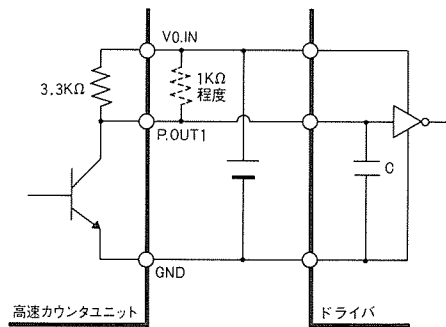 V0.IN
3.3KΩ
1KΩ
程度
P.OUT1
C
GND
高速カウンタユニット
ドライバ